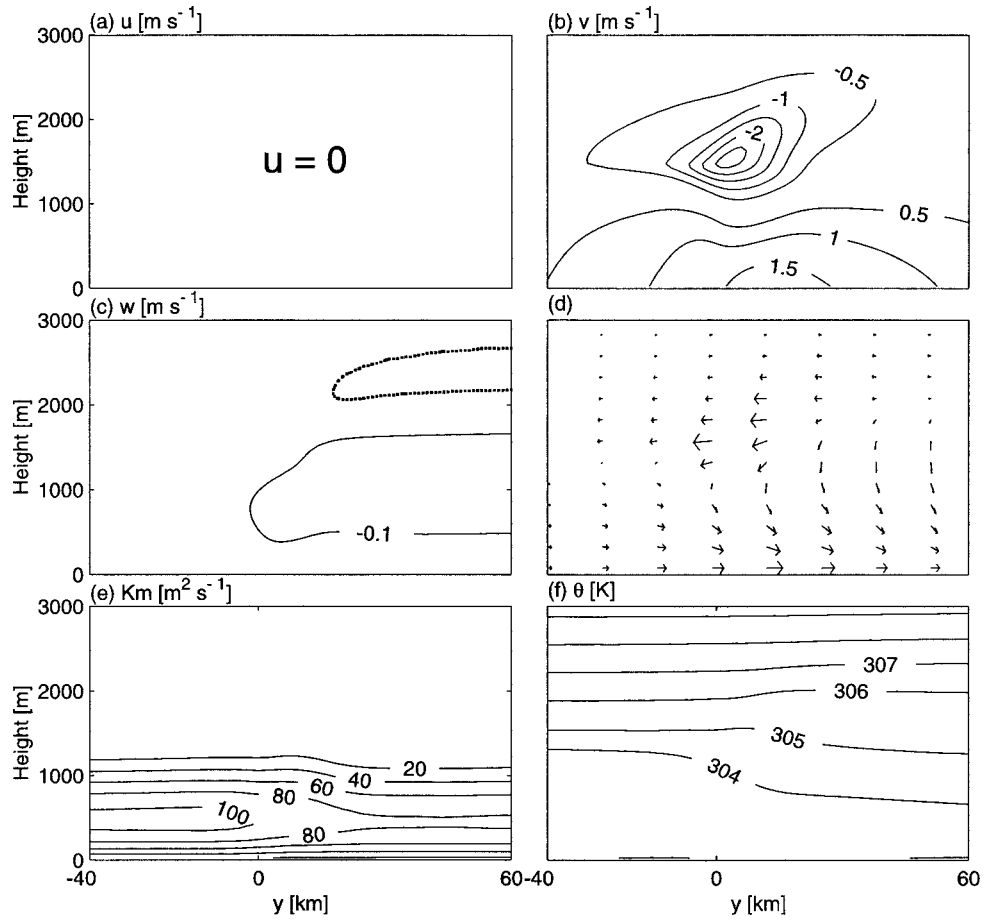 (a) u [m s⁻¹]
(b) v [m s⁻¹]
3000
2000
1000
0
Height [m]
u = 0
-0.5
-1
-2
0.5
1
1.5
(c) w [m s⁻¹]
(d)
3000
2000
1000
0
Height [m]
-0.1
(e) Km [m² s⁻¹]
(f) θ [K]
3000
2000
1000
0
Height [m]
20
40
60
80
100
80
307
306
305
304
-40
0
60
-40
0
60
y [km]
y [km]